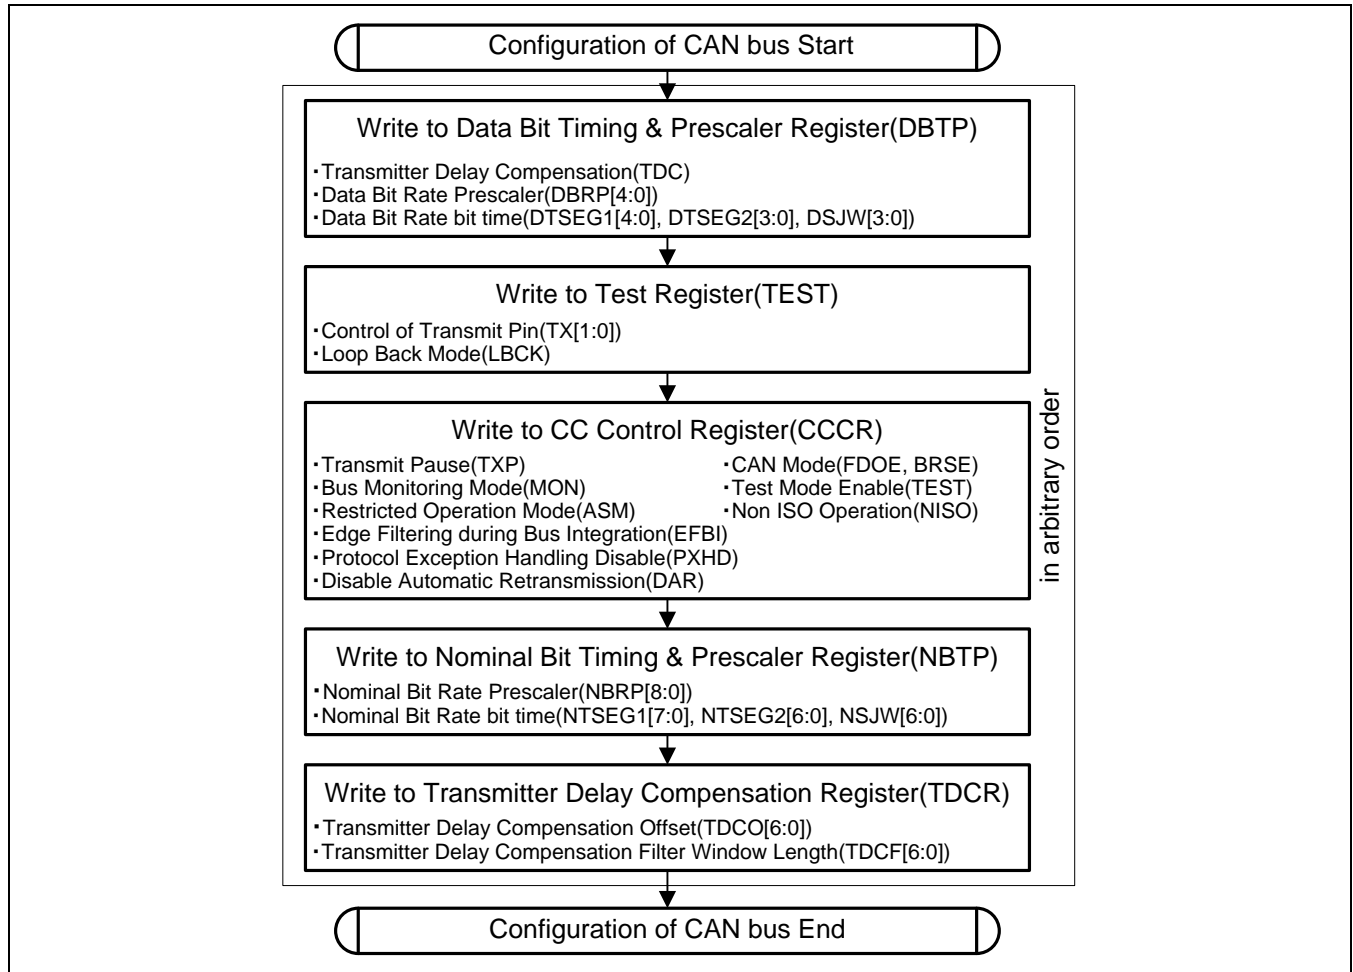 Configuration of CAN bus Start
Write to Data Bit Timing & Prescaler Register(DBTP)
・Transmitter Delay Compensation(TDC)
・Data Bit Rate Prescaler(DBRP[4:0])
・Data Bit Rate bit time(DTSEG1[4:0], DTSEG2[3:0], DSJW[3:0])
Write to Test Register(TEST)
・Control of Transmit Pin(TX[1:0])
・Loop Back Mode(LBCK)
Write to CC Control Register(CCCR)
・Transmit Pause(TXP)
・Bus Monitoring Mode(MON)
・Restricted Operation Mode(ASM)
・Edge Filtering during Bus Integration(EFBI)
・Protocol Exception Handling Disable(PXHD)
・Disable Automatic Retransmission(DAR)
・CAN Mode(FDOE, BRSE)
・Test Mode Enable(TEST)
・Non ISO Operation(NISO)
Write to Nominal Bit Timing & Prescaler Register(NBTP)
・Nominal Bit Rate Prescaler(NBRP[8:0])
・Nominal Bit Rate bit time(NTSEG1[7:0], NTSEG2[6:0], NSJW[6:0])
Write to Transmitter Delay Compensation Register(TDCR)
・Transmitter Delay Compensation Offset(TDCO[6:0])
・Transmitter Delay Compensation Filter Window Length(TDCF[6:0])
in arbitrary order
Configuration of CAN bus End